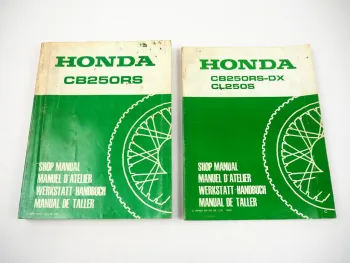 HONDA
CB250RS
SHOP MANUAL
MANUEL D'ATELIER
WERKSTATT-HANDBUCH
MANUAL DE TALLER
HONDA
CB250RS-DX
CL250S
SHOP MANUAL
MANUEL D'ATELIER
WERKSTATT-HANDBUCH
MANUAL DE TALLER